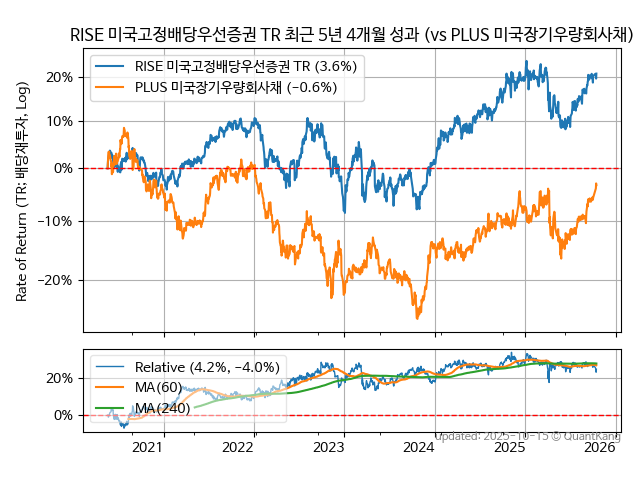 RISE 미국고정배당우선증권 TR 최근 5년 4개월 성과 (vs PLUS 미국장기우량회사채)
Rate of Return (TR: 배당재투자, Log)
RISE 미국고정배당우선증권 TR (3.6%)
PLUS 미국장기우량회사채 (-0.6%)
20%
10%
0%
−10%
−20%
Relative (4.2%, -4.0%)
MA(60)
MA(240)
20%
0%
Updated: 2025-10-15 © QuantKang
2021 2022 2023 2024 2025 2026